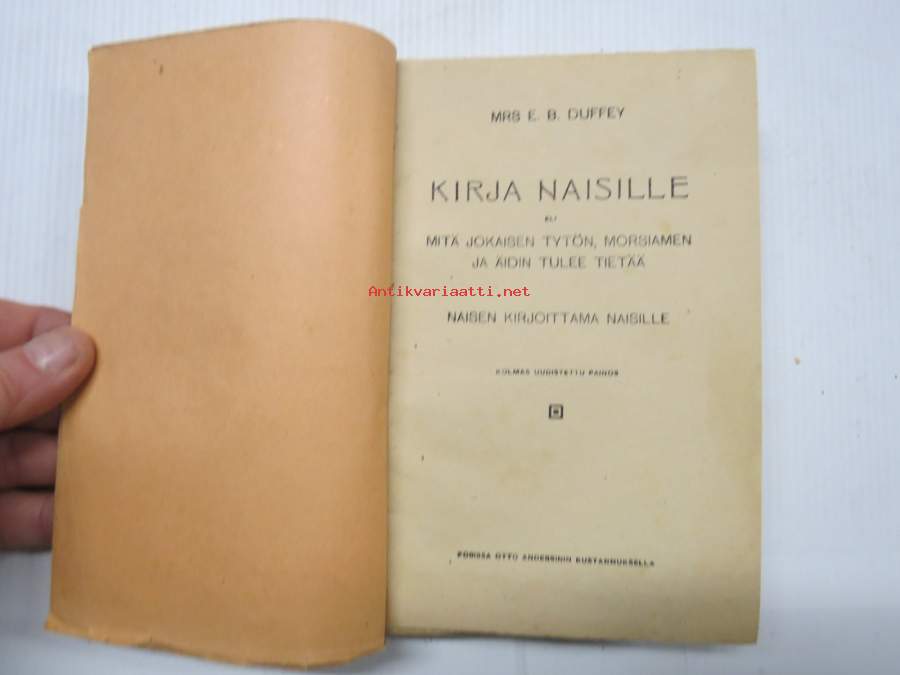 MRS E. B. DUFFEY
KIRJA NAISILLE
ELI
MITÄ JOKAISEN TYTÖN, MORSIAMEN
JA ÄIDIN TULEE TIETÄÄ
Antikvariaatti.net
NAISEN KIRJOITTAMA NAISILLE
KOLMAS UUDISTETTU PAINOS
PORISSA OTTO ANDERSININ KUSTANNUKSELLA